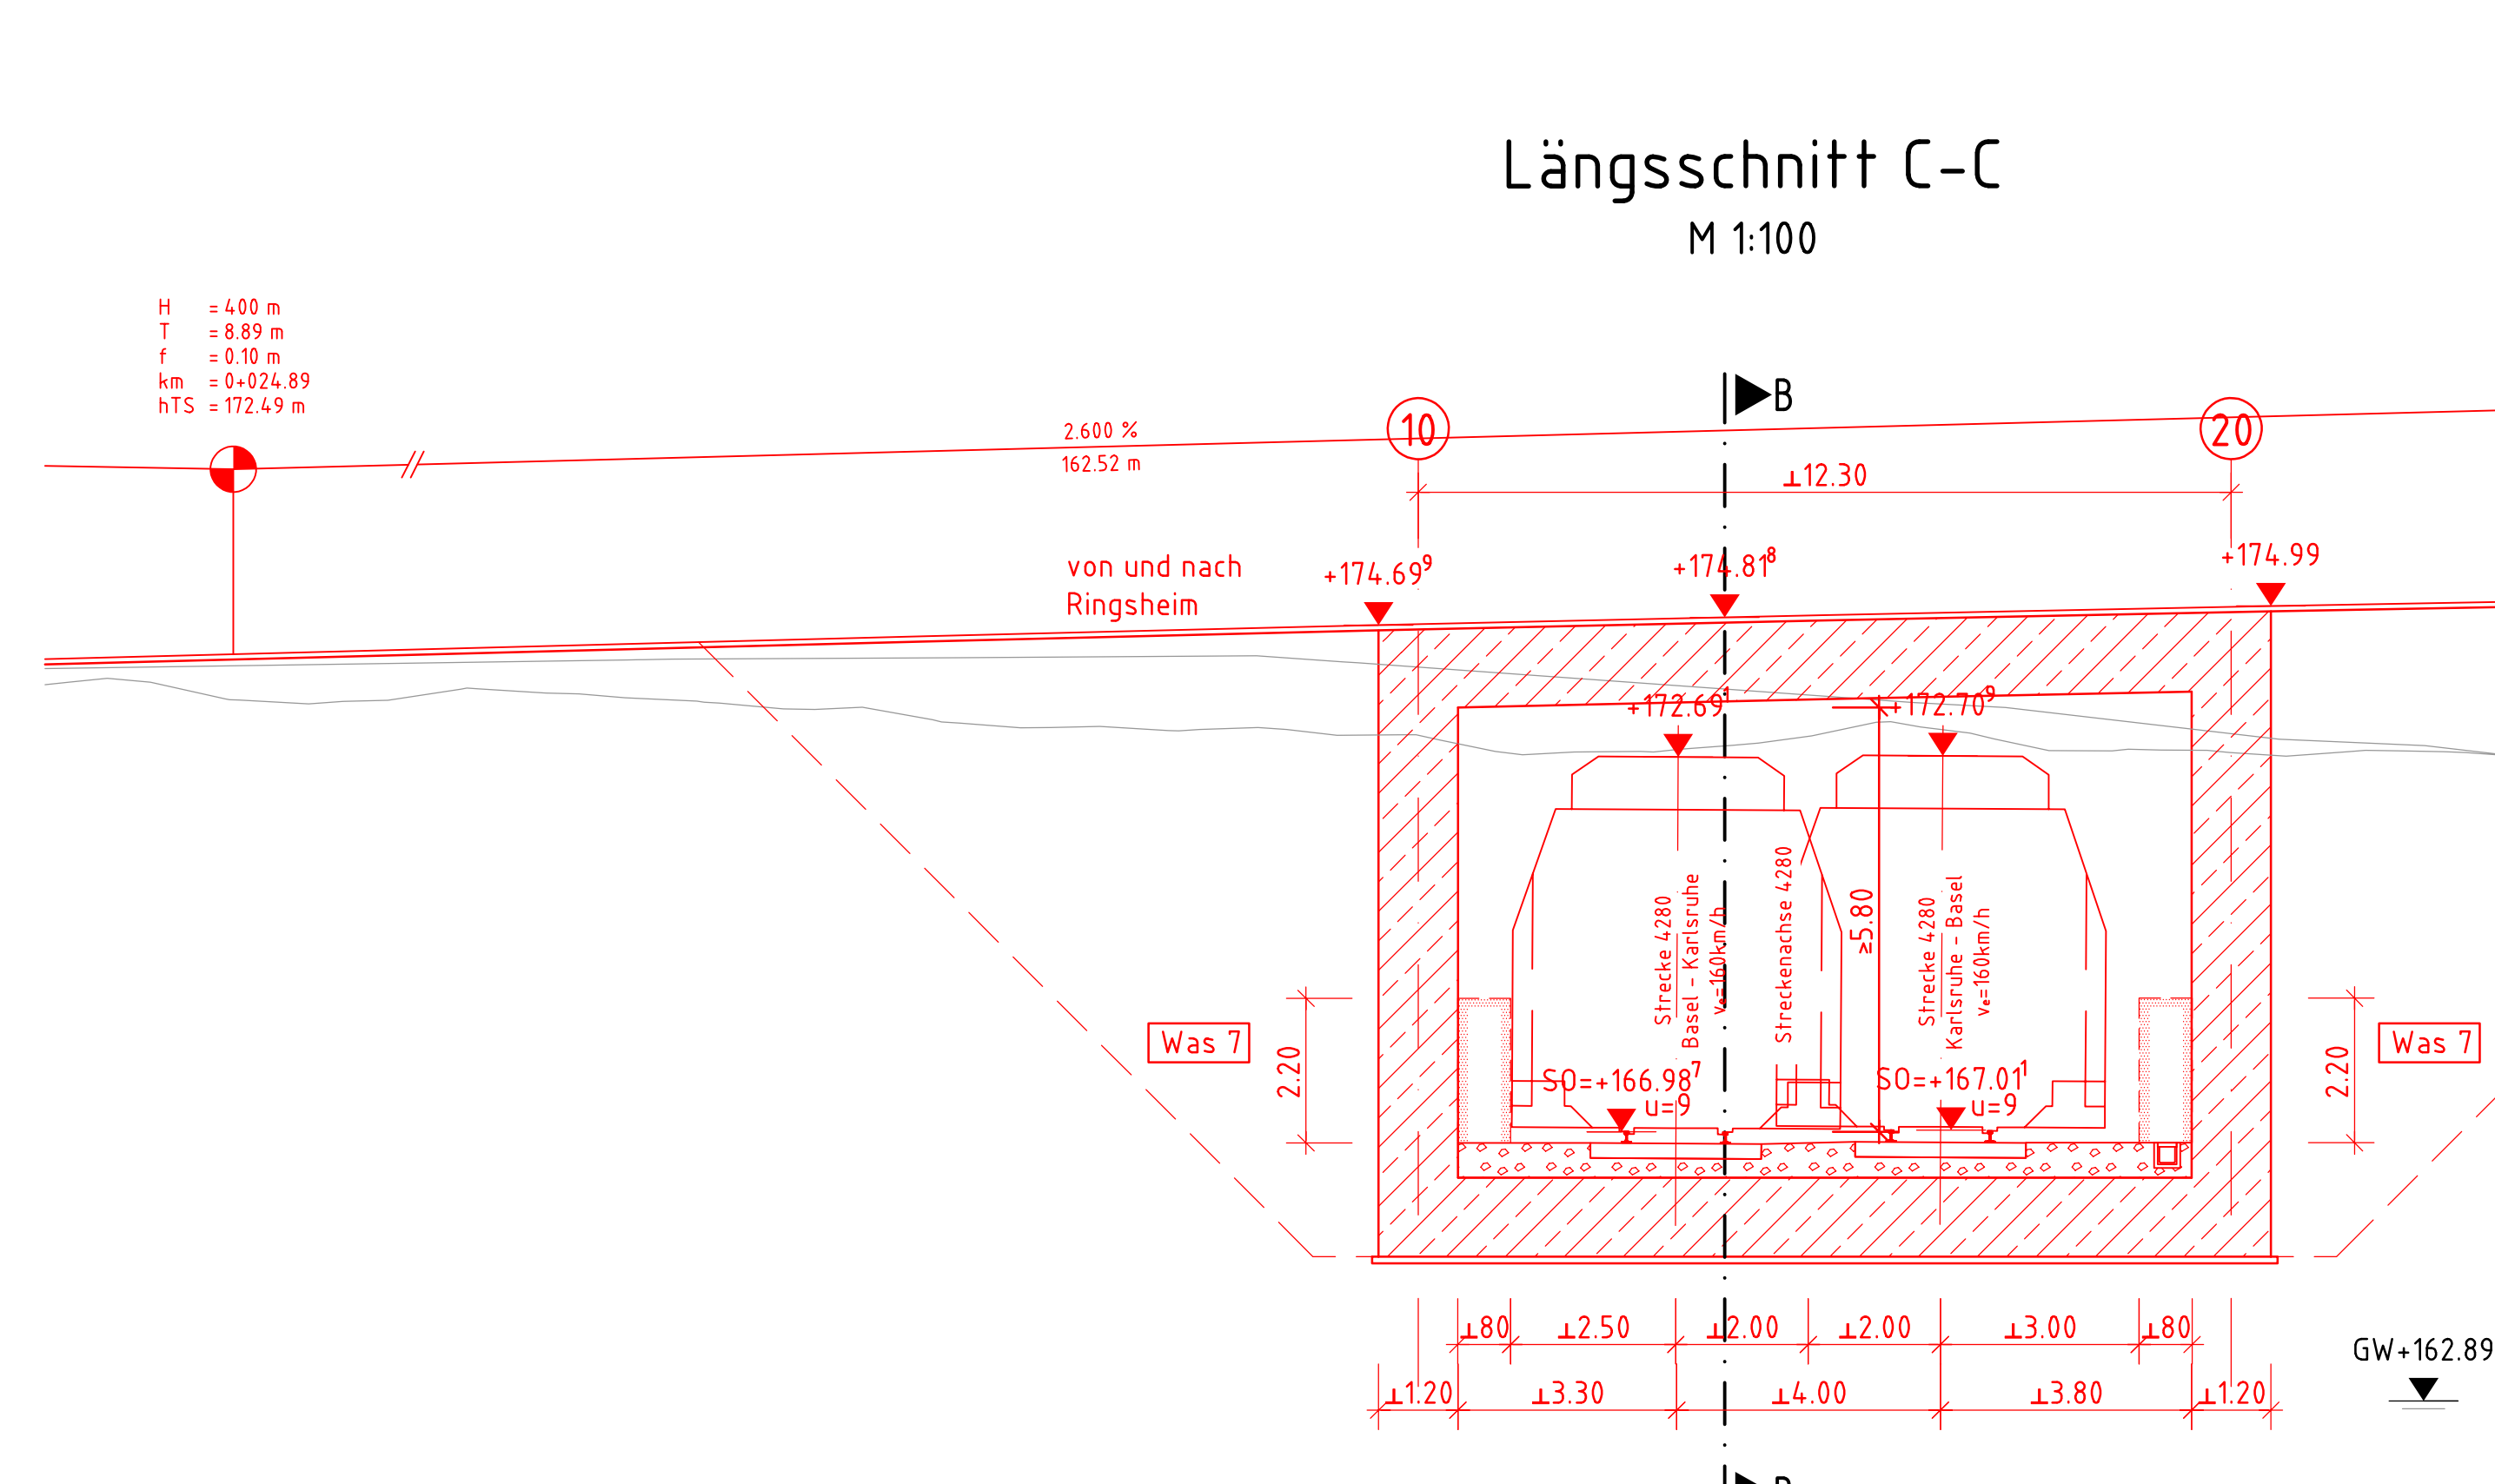 Längsschnitt C-C
M 1:100
H = 400 m
T = 8.89 m
f = 0.10 m
km = 0+024.89
hTS = 172.49 m
B
2.600 %
162.52 m
10
20
⊥12.30
von und nach
Ringsheim
+174.69⁹
+174.81⁸
+174.99
+172.69¹
+172.70⁹
Strecke 4280
Basel - Karlsruhe
vₑ=160km/h
Streckenachse 4280
≥5.80
Strecke 4280
Karlsruhe - Basel
vₑ=160km/h
Was 7
2.20
SO=+166.98⁷
u=9
SO=+167.01¹
u=9
2.20
Was 7
⊥80
⊥2.50
⊥2.00
⊥2.00
⊥3.00
⊥80
GW+162.89
⊥1.20
⊥3.30
⊥4.00
⊥3.80
⊥1.20